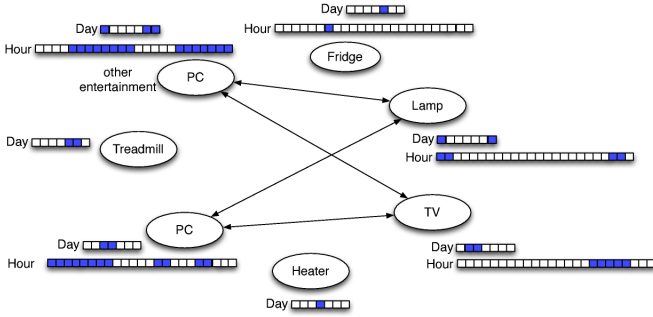 Day
Hour
Day
Hour
Fridge
other
entertainment
PC
Lamp
Day
Hour
Day
Treadmill
PC
Day
Hour
TV
Day
Hour
Heater
Day